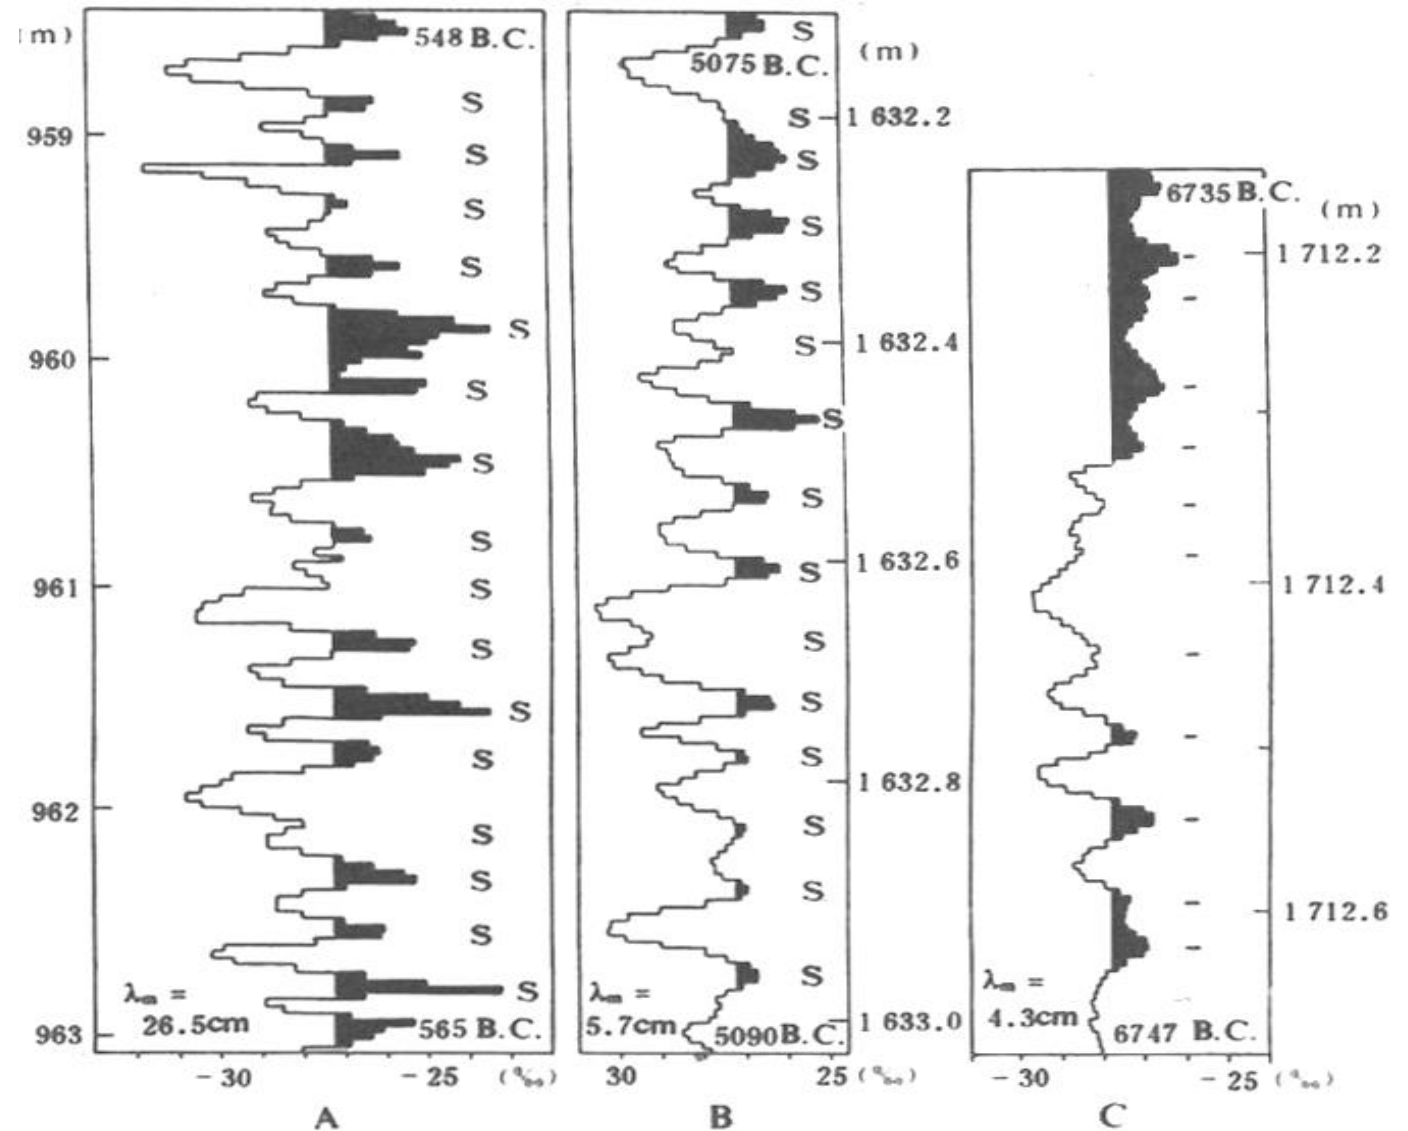 (m)
548 B.C.
S
959
S
S
S
S
960
S
S
S
961 S
S
S
S
962
S
S
S
S
λm =
26.5cm
565 B.C.
963
-30 -25 (‰)
A
S
(m)
5075 B.C.
S 1 632.2
S
S
S
S 1 632.4
S
S
S 1 632.6
S
S
S
1 632.8
S
S
S
λm =
5.7cm
5090 B.C. 1 633.0
30 25 (‰)
B
6735 B.C.
(m)
1 712.2
1 712.4
1 712.6
λm =
4.3cm
6747 B.C.
-30 -25 (‰)
C